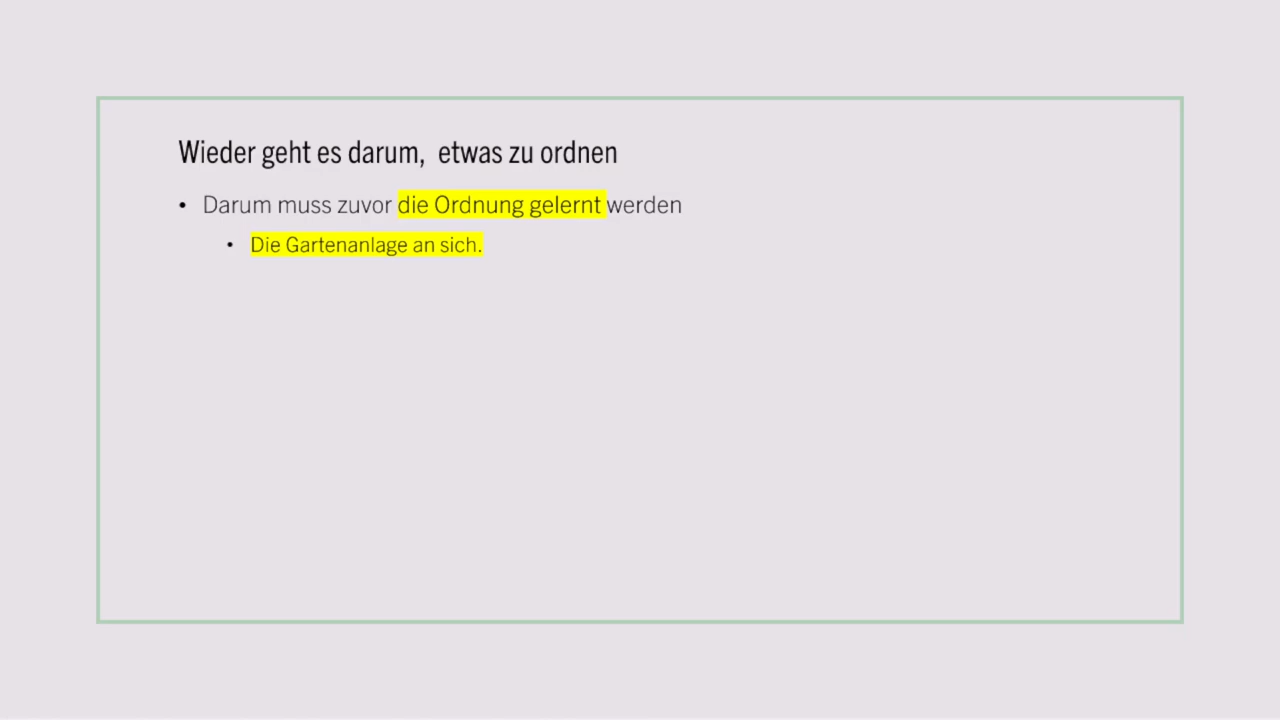 Wieder geht es darum,  etwas zu ordnen
• Darum muss zuvor die Ordnung gelernt werden
• Die Gartenanlage an sich.